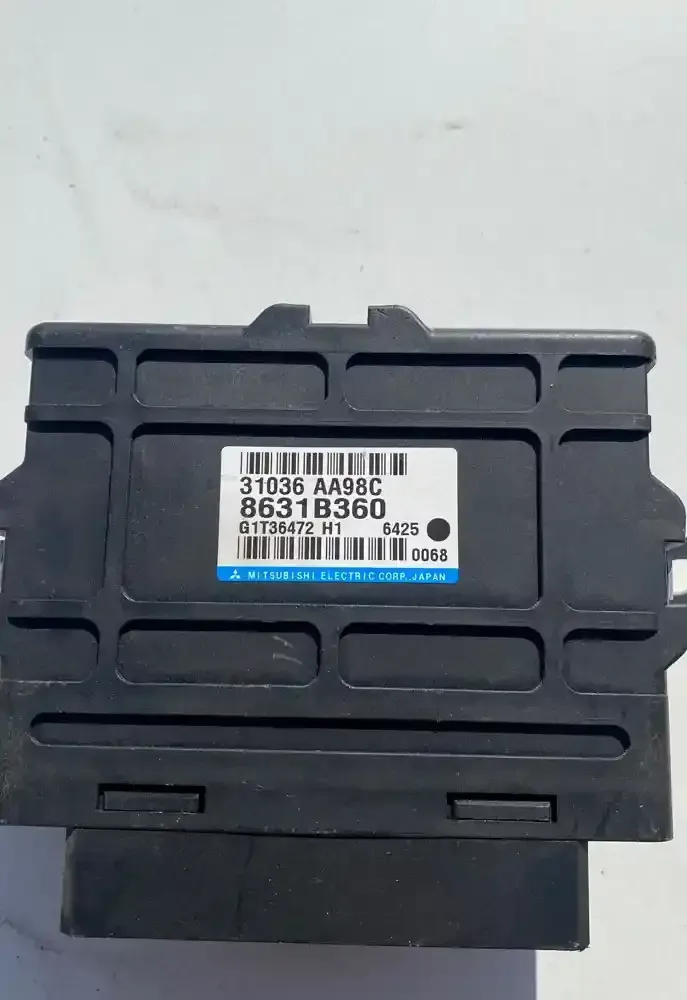 31036 AA98C
8631B360
G1T36472 H1 6425
0068
MITSUBISHI ELECTRIC CORP., JAPAN